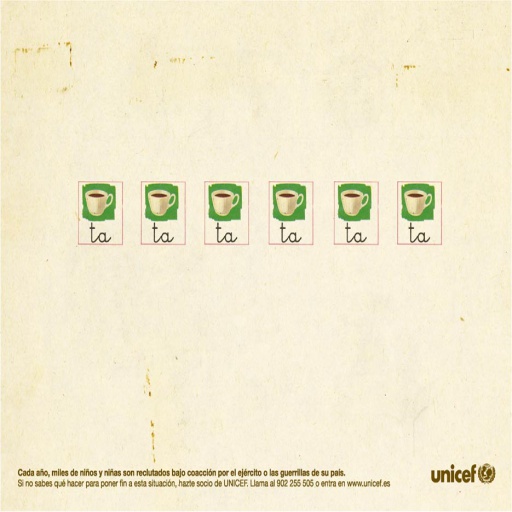 ta ta ta ta ta ta
Cada año, miles de niños y niñas son reclutados bajo coacción por el ejército o las guerrillas de su país.
Si no sabes qué hacer para poner fin a esta situación, hazte socio de UNICEF. Llama al 902 255 505 o entra en www.unicef.es
unicef